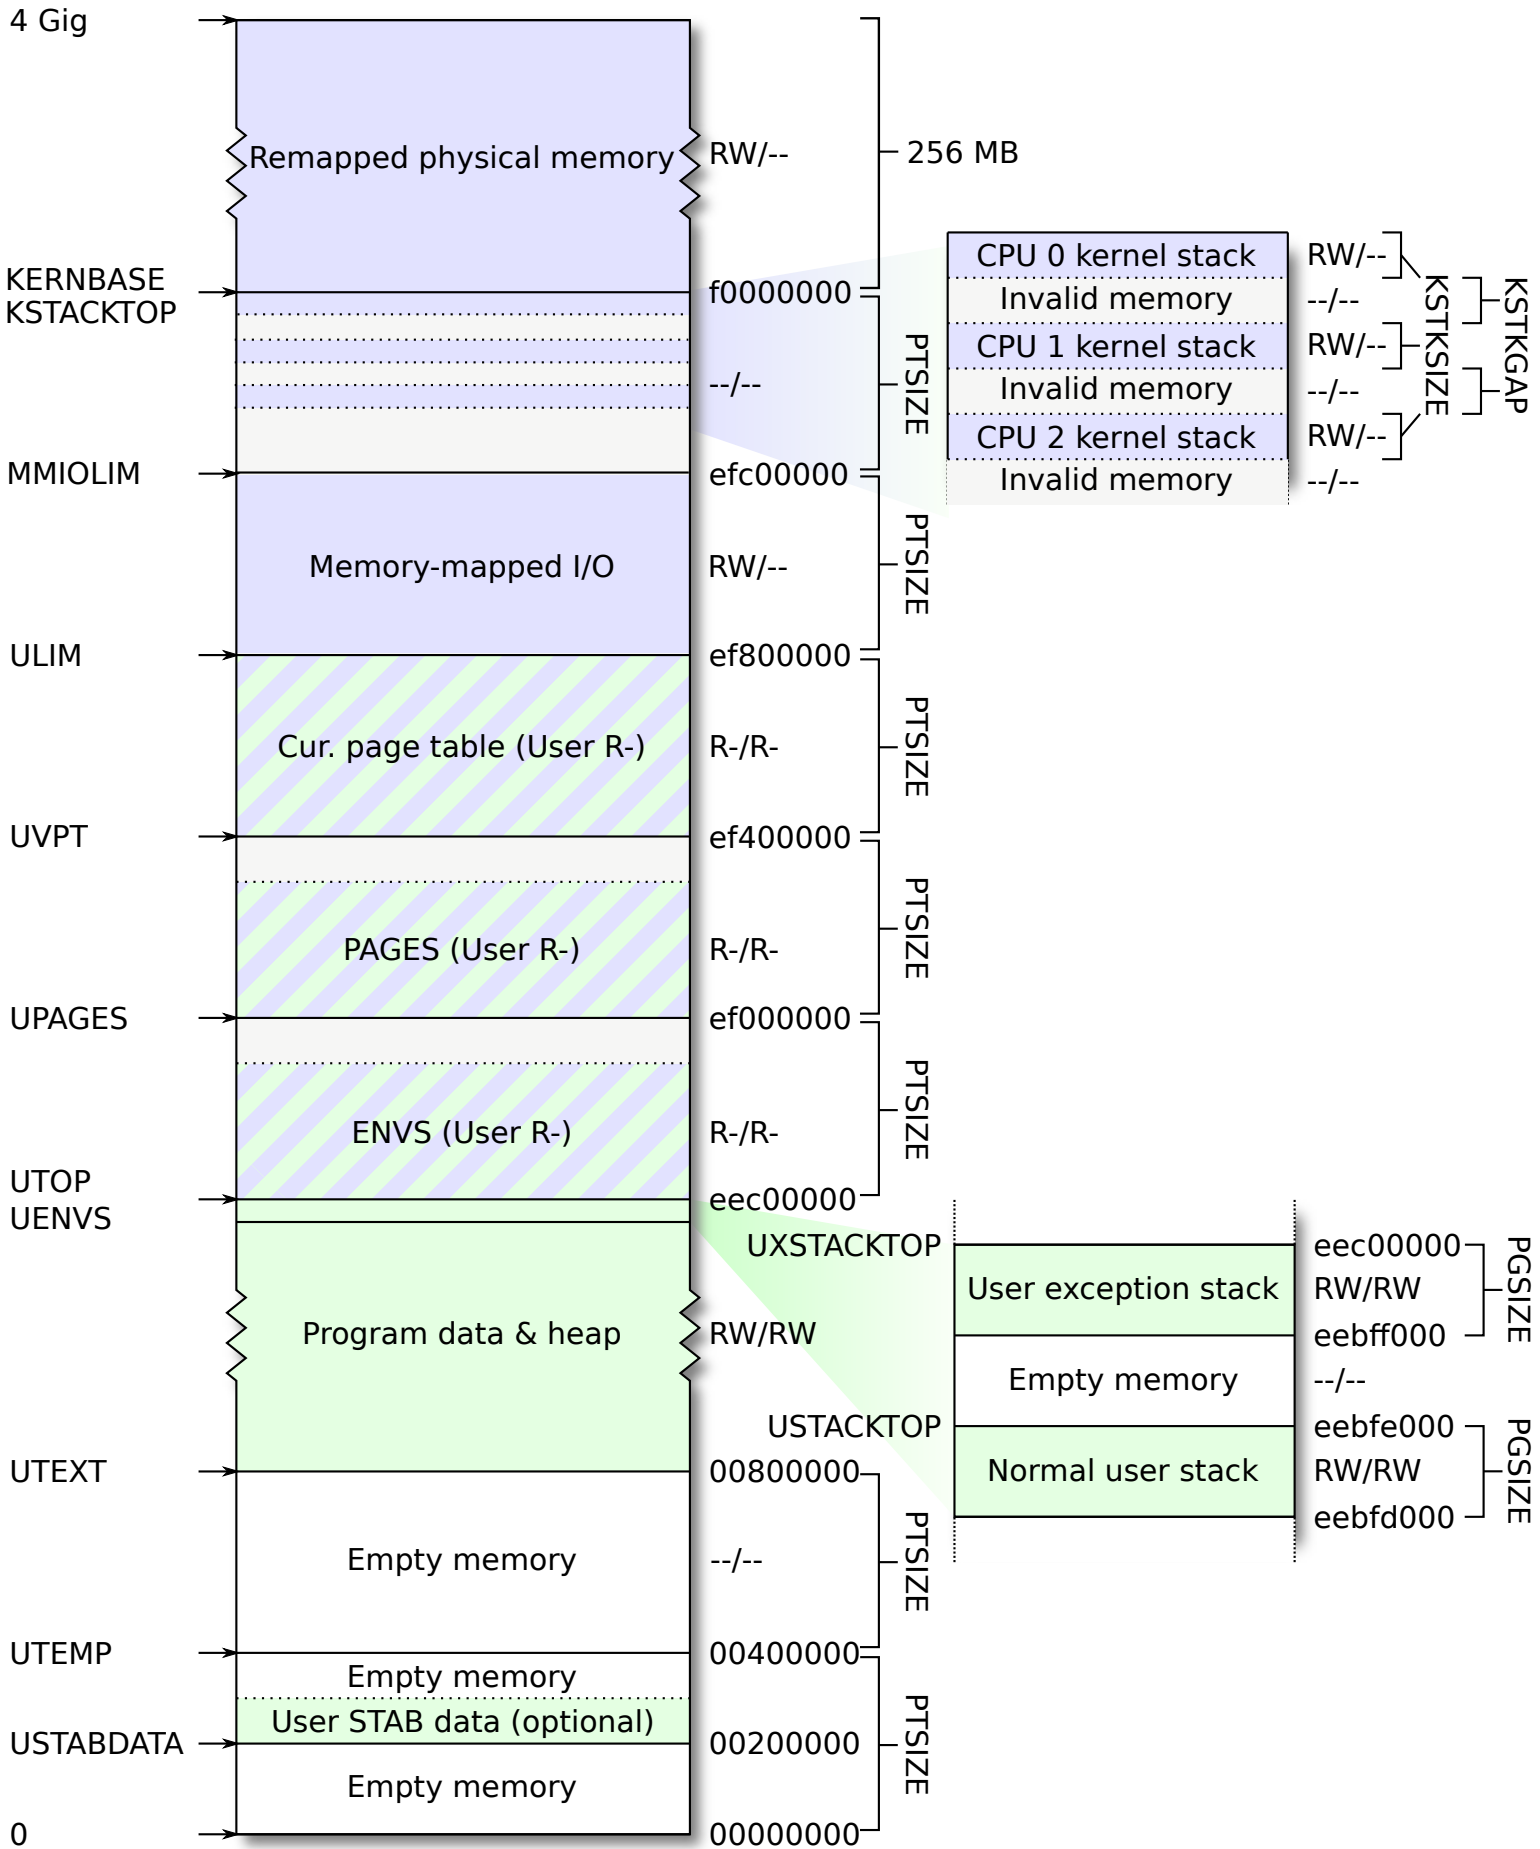 4 Gig
Remapped physical memory
RW/--
256 MB
KERNBASE
KSTACKTOP
f0000000
--/--
PTSIZE
CPU 0 kernel stack
RW/--
Invalid memory
--/--
CPU 1 kernel stack
RW/--
Invalid memory
--/--
CPU 2 kernel stack
RW/--
Invalid memory
--/--
KSTKSIZE
KSTKGAP
MMIOLIM
efc00000
Memory-mapped I/O
RW/--
PTSIZE
ULIM
ef800000
Cur. page table (User R-)
R-/R-
PTSIZE
UVPT
ef400000
PAGES (User R-)
R-/R-
PTSIZE
UPAGES
ef000000
ENVS (User R-)
R-/R-
PTSIZE
UTOP
UENVS
eec00000
Program data & heap
RW/RW
UXSTACKTOP
eec00000
User exception stack
RW/RW
PGSIZE
eebff000
Empty memory
--/--
USTACKTOP
eebfe000
Normal user stack
RW/RW
PGSIZE
eebfd000
UTEXT
00800000
Empty memory
--/--
PTSIZE
UTEMP
00400000
Empty memory
User STAB data (optional)
PTSIZE
USTABDATA
00200000
Empty memory
0
00000000